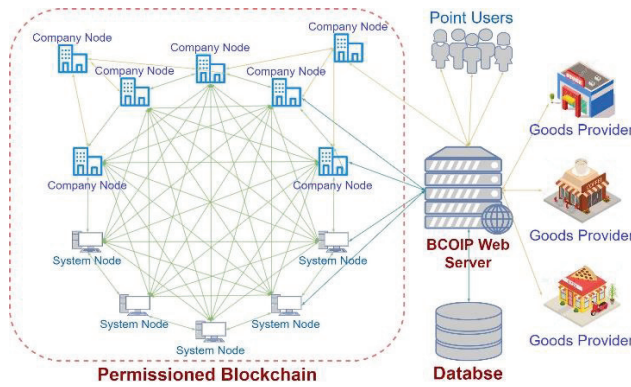 Point Users
Company Node
Company Node
Company Node
Company Node
Company Node
Goods Provider
Company Node
Company Node
Goods Provider
BCOIP Web
Server
System Node
System Node
System Node
System Node
System Node
Goods Provider
Databse
Permissioned Blockchain